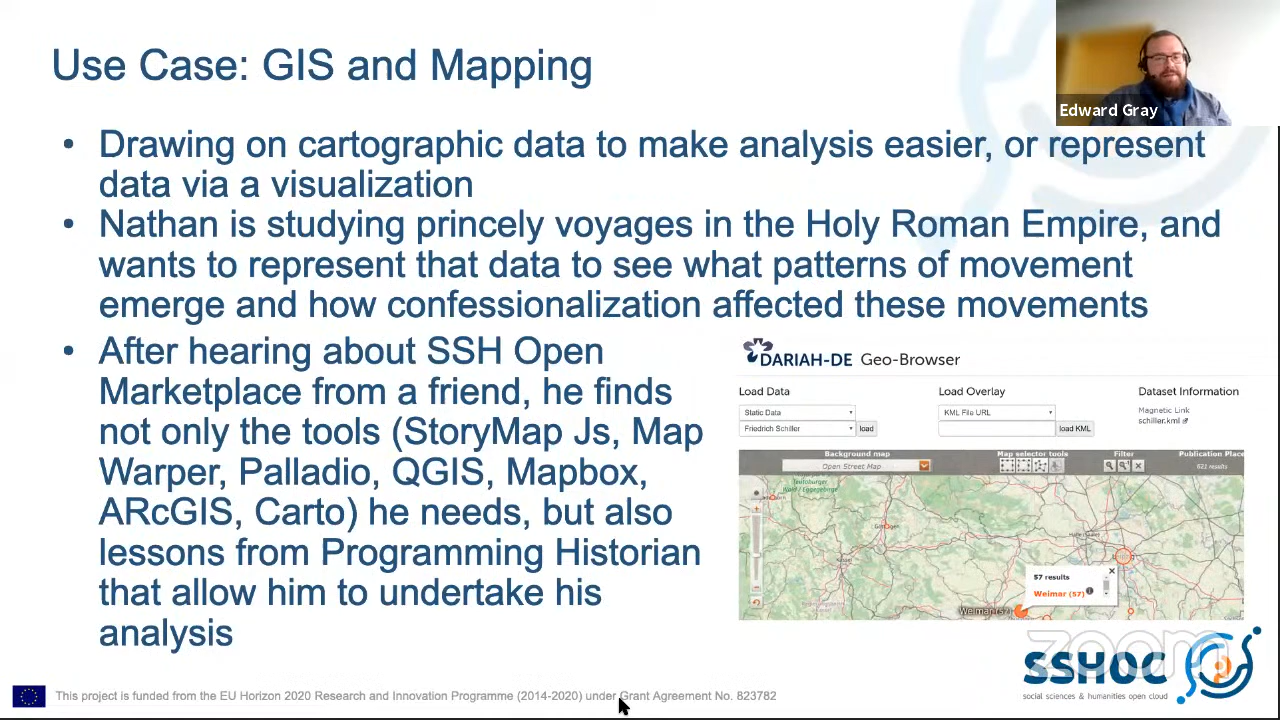 Use Case: GIS and Mapping
Edward Gray
• Drawing on cartographic data to make analysis easier, or represent
data via a visualization
• Nathan is studying princely voyages in the Holy Roman Empire, and
wants to represent that data to see what patterns of movement
emerge and how confessionalization affected these movements
• After hearing about SSH Open
Marketplace from a friend, he finds
not only the tools (StoryMap Js, Map
Warper, Palladio, QGIS, Mapbox,
ARcGIS, Carto) he needs, but also
lessons from Programming Historian
that allow him to undertake his
analysis
DARIAH-DE Geo-Browser
Load Data Load Overlay Dataset Information
Static Data KML File URL Magnetic Link
Friedrich Schiller load load KML schiller.kml
Background map Map selector tools Filter Publication Place
Open Street Map 621 results
57 results
Weimar (57)
Weimar(57)
zoom
SSHOC
social sciences & humanities open cloud
This project is funded from the EU Horizon 2020 Research and Innovation Programme (2014-2020) under Grant Agreement No. 823782